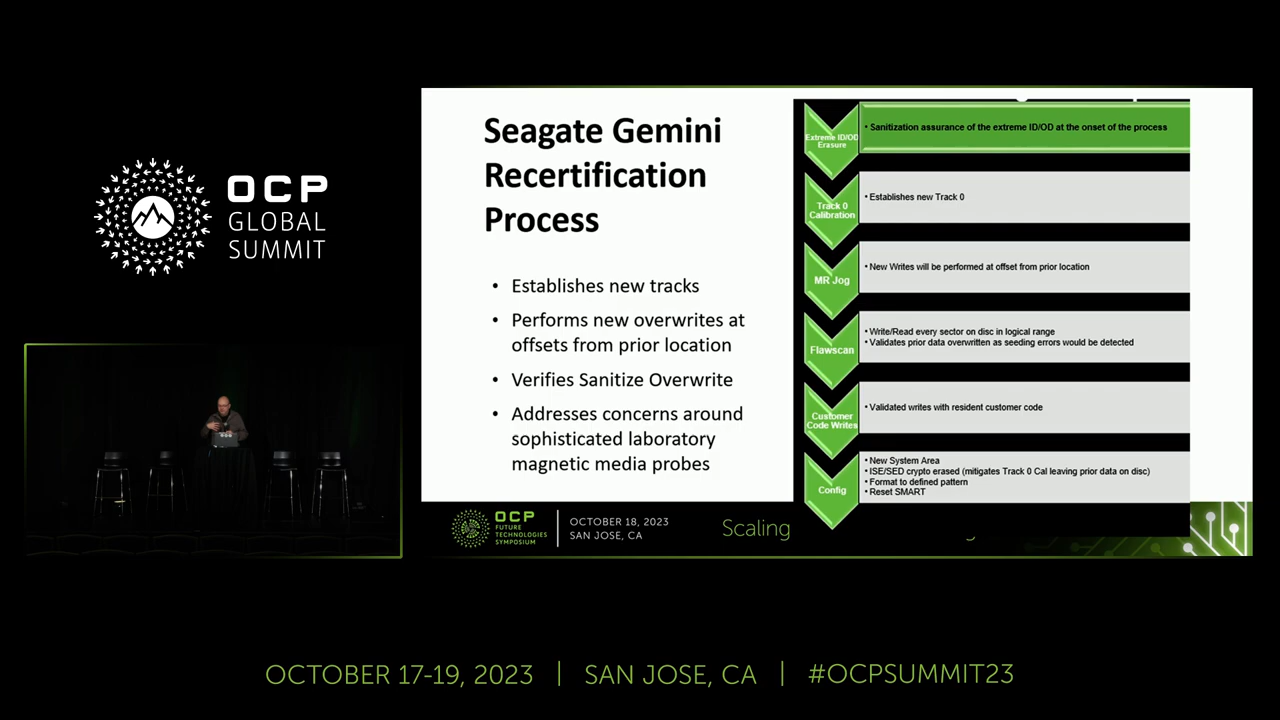 OCP
GLOBAL
SUMMIT
Seagate Gemini
Recertification
Process
• Establishes new tracks
• Performs new overwrites at
offsets from prior location
• Verifies Sanitize Overwrite
• Addresses concerns around
sophisticated laboratory
magnetic media probes
Extreme ID/OD
Erasure
• Sanitization assurance of the extreme ID/OD at the onset of the process
Track 0
Calibration
• Establishes new Track 0
MR Jog
• New Writes will be performed at offset from prior location
Flawscan
• Write/Read every sector on disc in logical range
• Validates prior data overwritten as seeding errors would be detected
Customer
Code Writes
• Validated writes with resident customer code
Config
• New System Area
• ISE/SED crypto erased (mitigates Track 0 Cal leaving prior data on disc)
• Format to defined pattern
• Reset SMART
OCP
FUTURE
TECHNOLOGIES
SYMPOSIUM
OCTOBER 18, 2023
SAN JOSE, CA
Scaling
OCTOBER 17-19, 2023 | SAN JOSE, CA | #OCPSUMMIT23